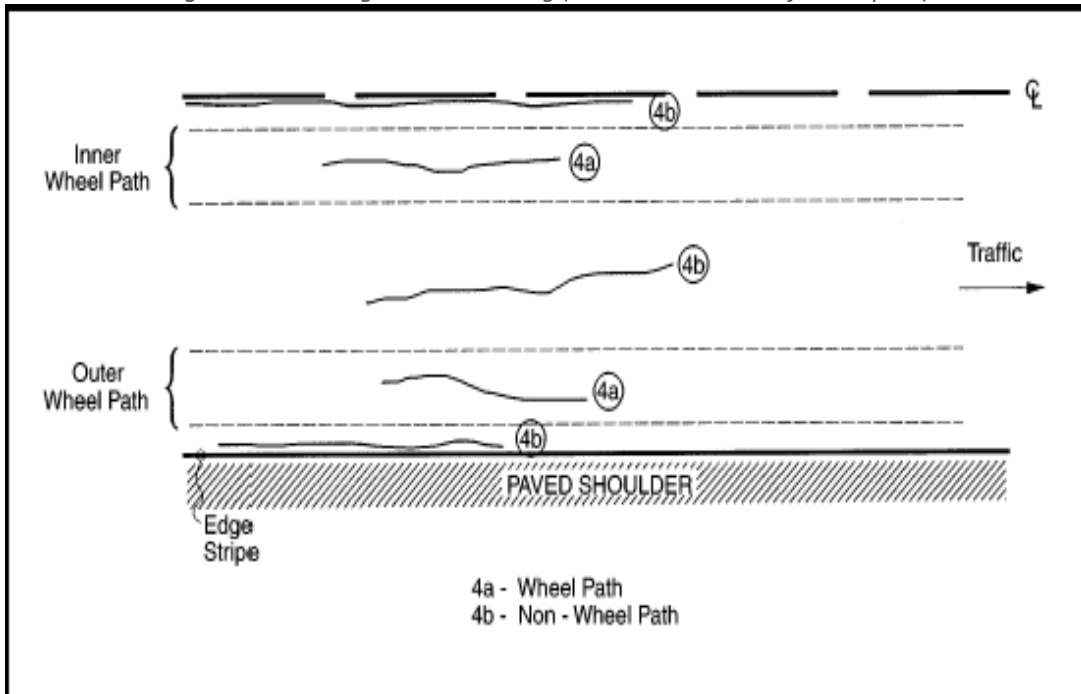 ℄
4b
Inner
Wheel Path
4a
4b
Traffic
Outer
Wheel Path
4a
4b
PAVED SHOULDER
Edge
Stripe
4a - Wheel Path
4b - Non - Wheel Path